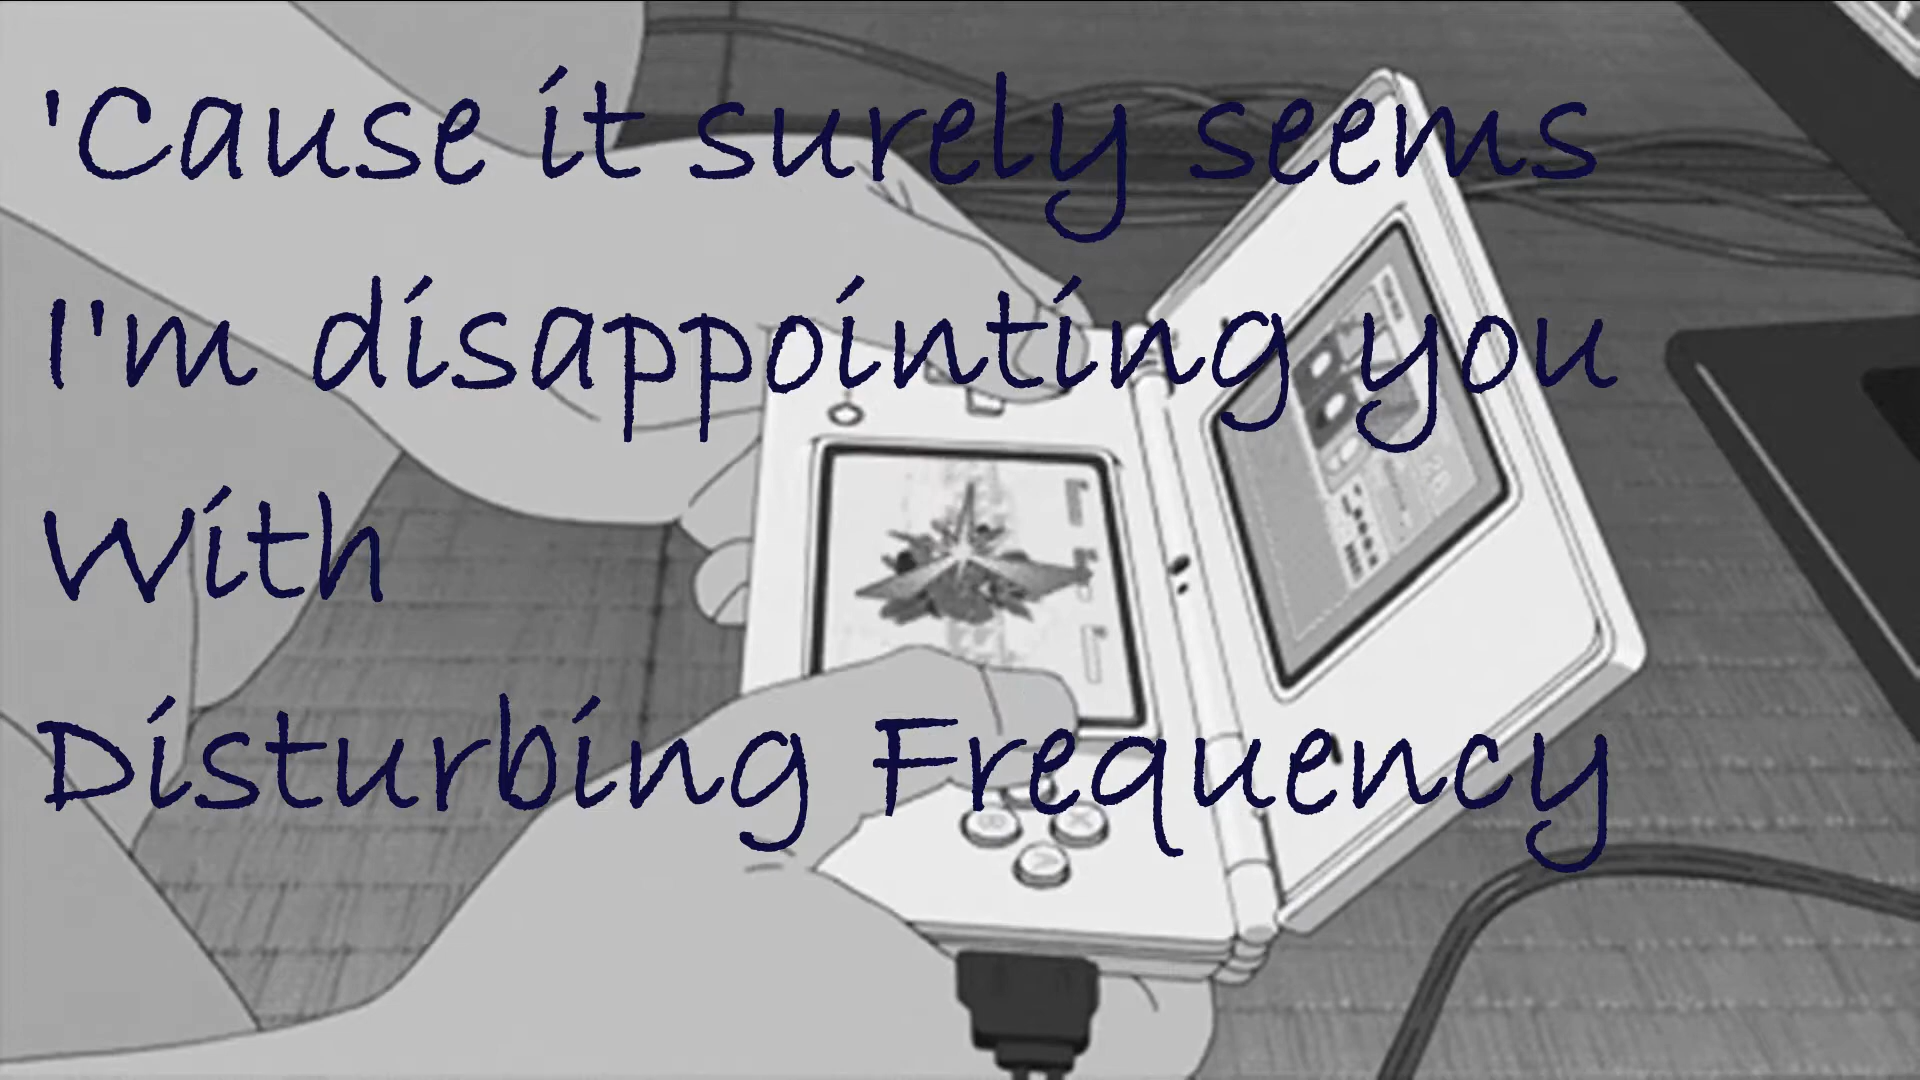 'Cause it surely seems
I'm disappointing you
With
Disturbing Frequency